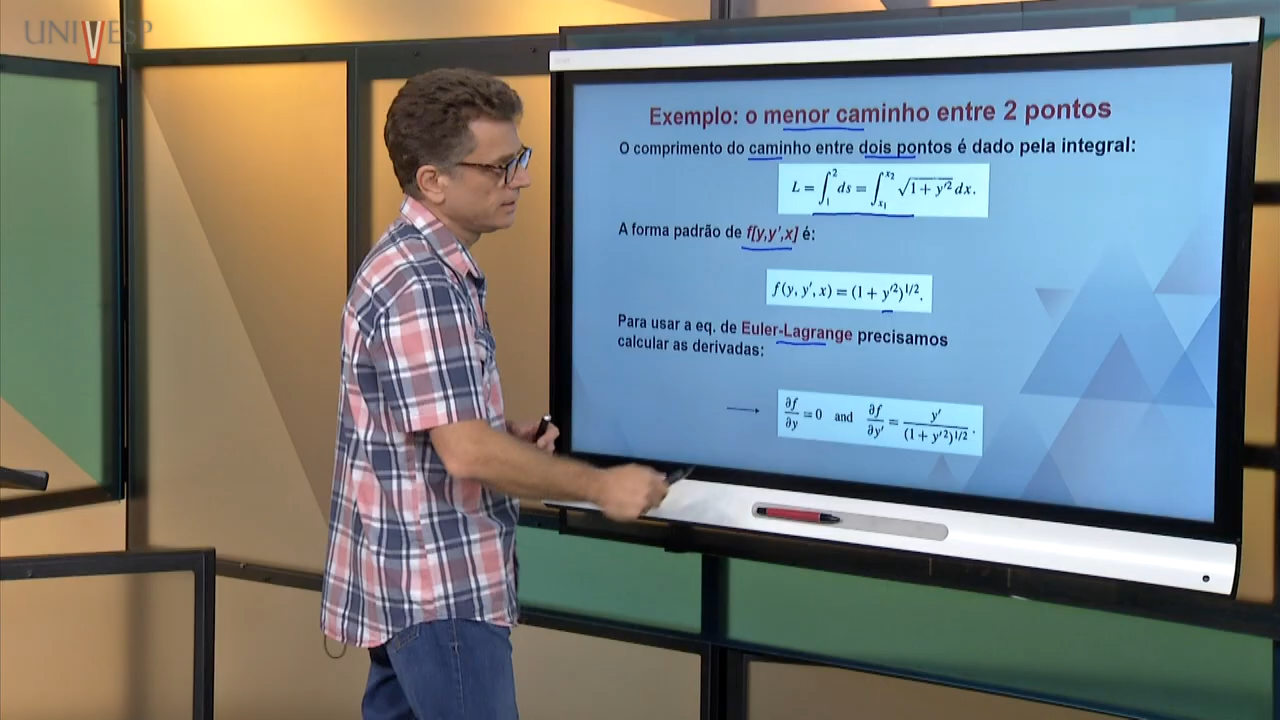 UNIVESP
Exemplo: o menor caminho entre 2 pontos
O comprimento do caminho entre dois pontos é dado pela integral:
L = ∫₁² ds = ∫ₓ₁ˣ² √(1 + y′²) dx.
A forma padrão de f[y,y',x] é:
f(y, y′, x) = (1 + y′²)^{1/2}.
Para usar a eq. de Euler-Lagrange precisamos
calcular as derivadas:
∂f/∂y = 0 and ∂f/∂y′ = y′/(1 + y′²)^{1/2}.